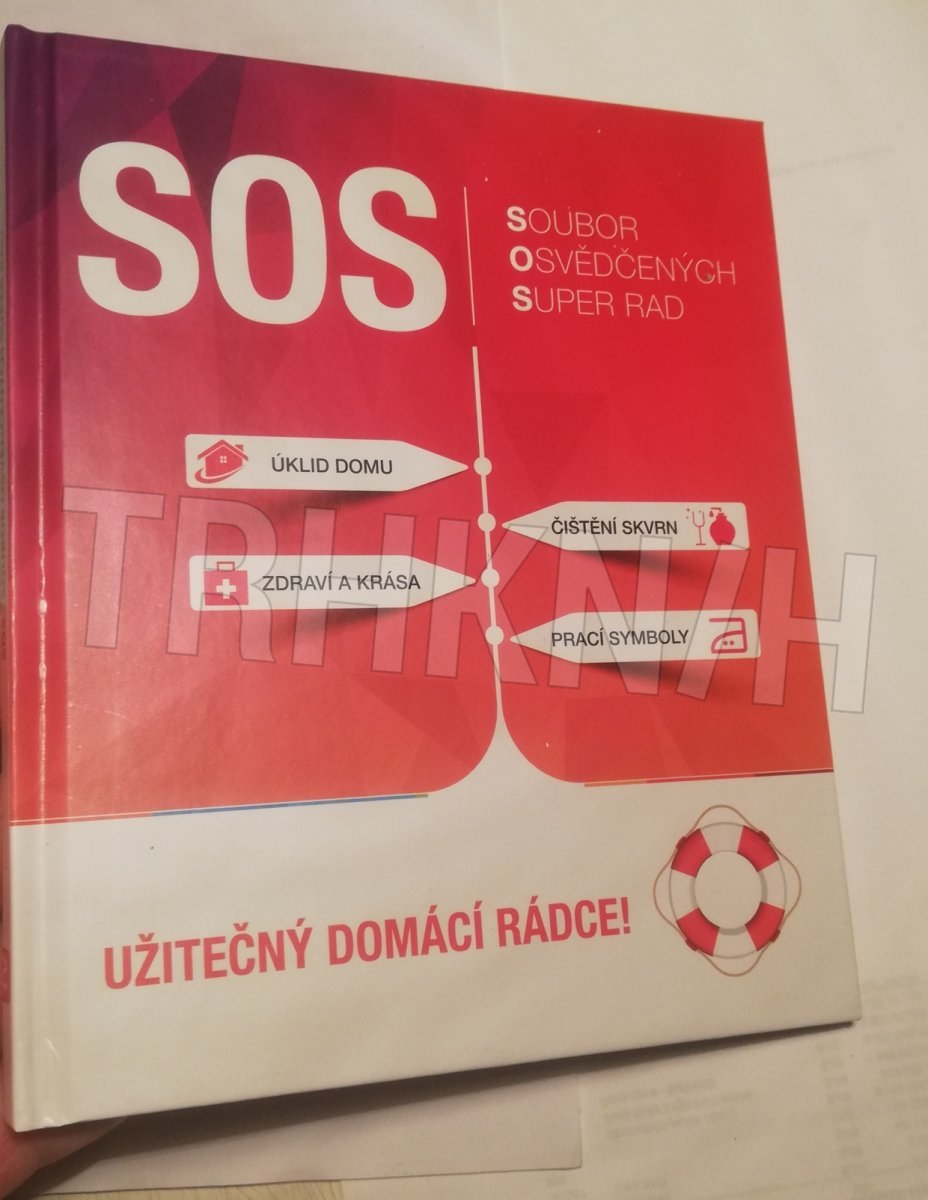 SOS
SOUBOR
OSVĚDČENÝCH
SUPER RAD
ÚKLID DOMU
ČIŠTĚNÍ SKVRN
ZDRAVÍ A KRÁSA
PRACÍ SYMBOLY
TRHKNIH
UŽITEČNÝ DOMÁCÍ RÁDCE!